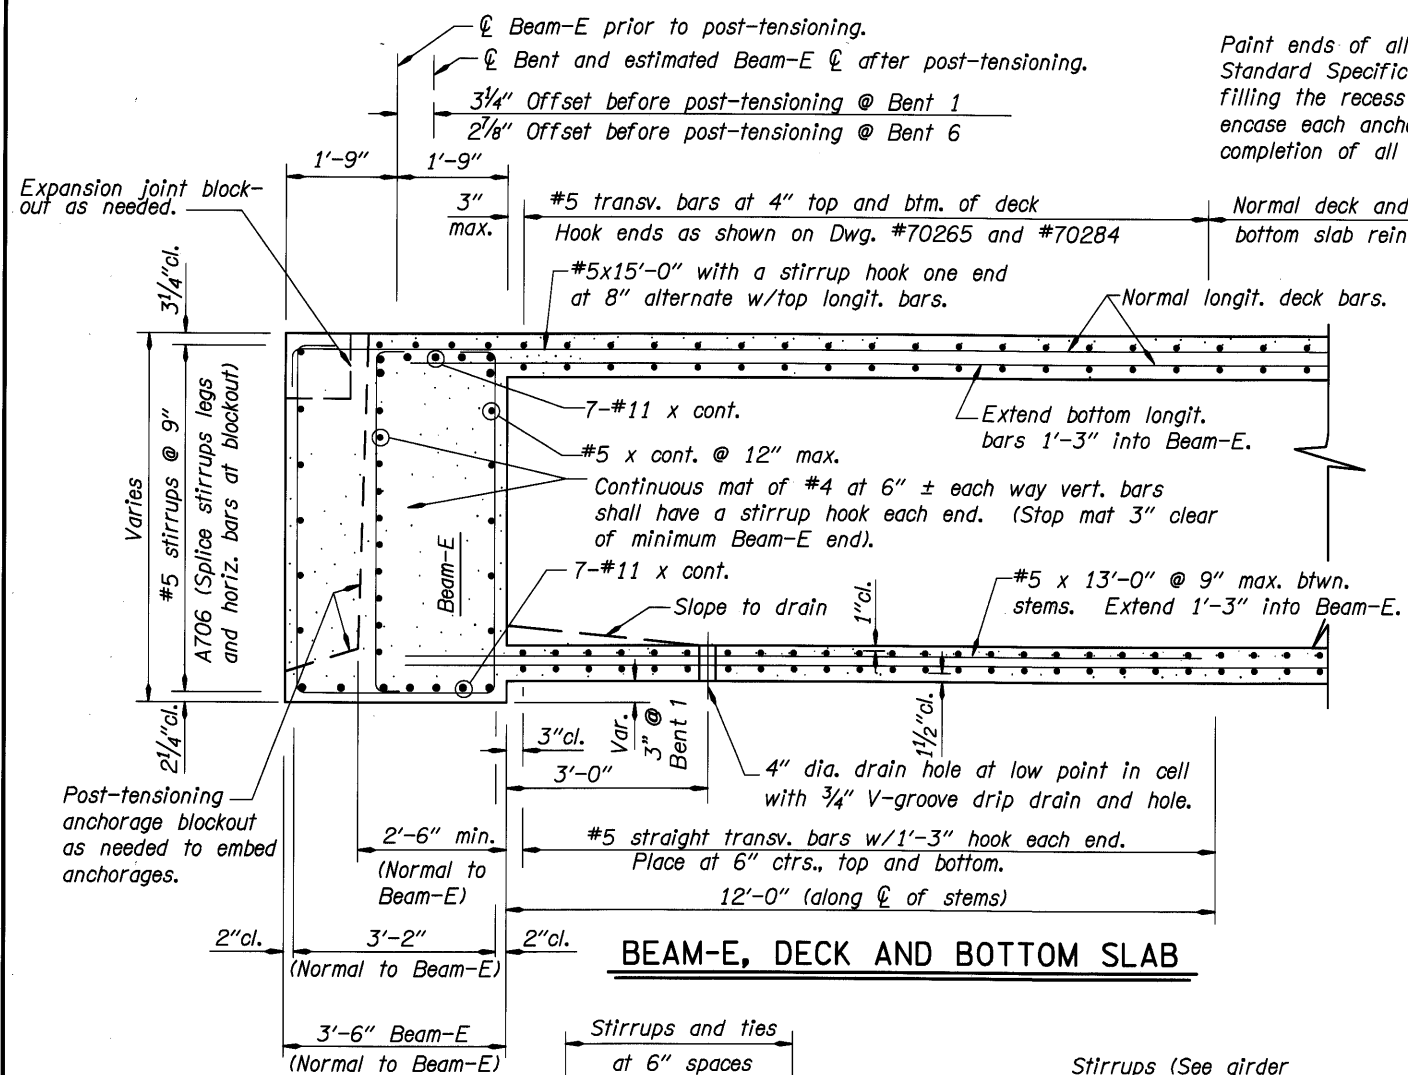 ℄ Beam-E prior to post-tensioning.
℄ Bent and estimated Beam-E ℄ after post-tensioning.
3¼" Offset before post-tensioning @ Bent 1
2⅞" Offset before post-tensioning @ Bent 6
Paint ends of all
Standard Specific
filling the recess
encase each ancho
completion of all
1'-9"
1'-9"
Expansion joint block-
out as needed.
3"
max.
#5 transv. bars at 4" top and btm. of deck
Hook ends as shown on Dwg. #70265 and #70284
Normal deck and
bottom slab rein
#5x15'-0" with a stirrup hook one end
at 8" alternate w/top longit. bars.
Normal longit. deck bars.
3¼"cl.
Varies
#5 stirrups @ 9"
A706 (Splice stirrups legs
and horiz. bars at blockout)
2¼"cl.
7-#11 x cont.
Extend bottom longit.
bars 1'-3" into Beam-E.
#5 x cont. @ 12" max.
Continuous mat of #4 at 6" ± each way vert. bars
shall have a stirrup hook each end. (Stop mat 3" clear
of minimum Beam-E end).
Beam-E
7-#11 x cont.
Slope to drain
1"cl.
#5 x 13'-0" @ 9" max. btwn.
stems. Extend 1'-3" into Beam-E.
3"cl.
Var.
3" @
Bent 1
1½"cl.
3'-0"
4" dia. drain hole at low point in cell
with ¾" V-groove drip drain and hole.
Post-tensioning
anchorage blockout
as needed to embed
anchorages.
2'-6" min.
(Normal to
Beam-E)
#5 straight transv. bars w/1'-3" hook each end.
Place at 6" ctrs., top and bottom.
12'-0" (along ℄ of stems)
2"cl.
3'-2"
(Normal to Beam-E)
2"cl.
BEAM-E, DECK AND BOTTOM SLAB
3'-6" Beam-E
(Normal to Beam-E)
Stirrups and ties
at 6" spaces
Stirrups (See girder